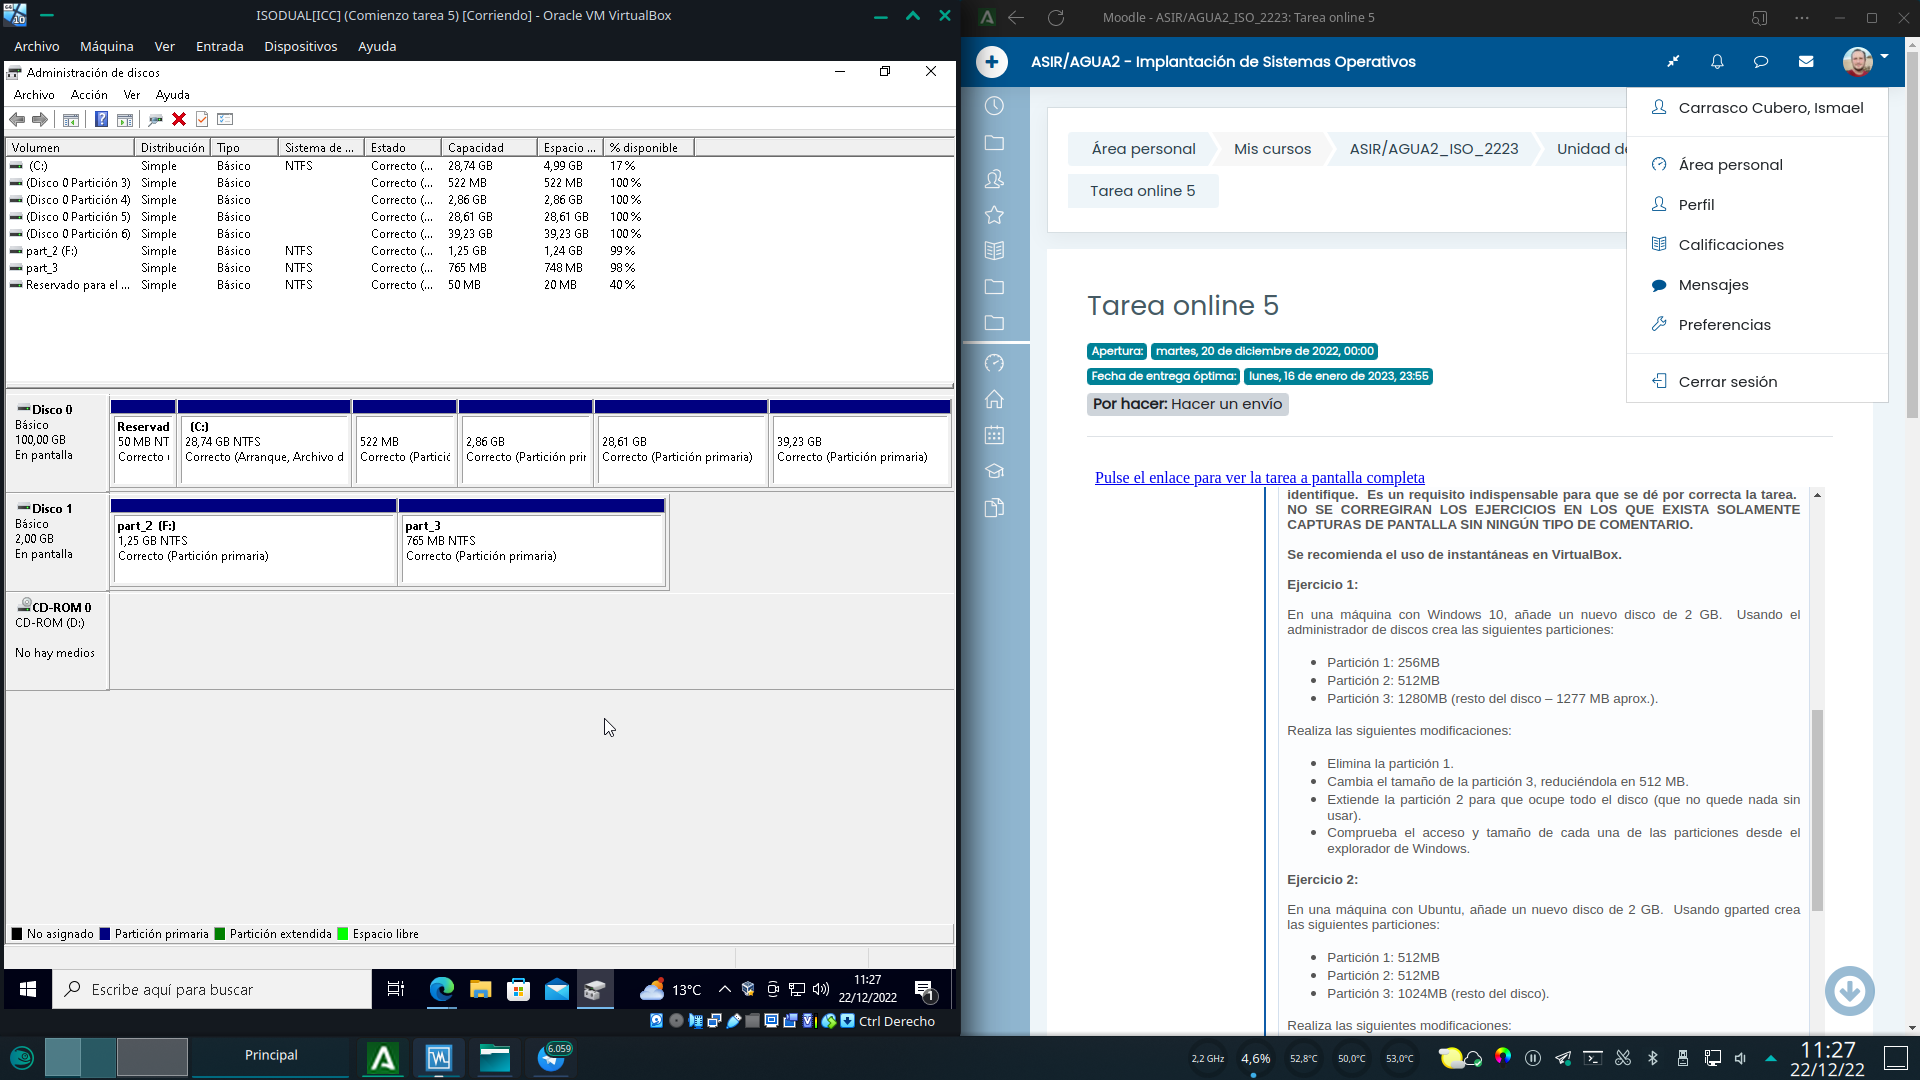 ISODUAL[ICC] (Comienzo tarea 5) [Corriendo] - Oracle VM VirtualBox
Archivo Máquina Ver Entrada Dispositivos Ayuda
Administración de discos
Archivo Acción Ver Ayuda
Volumen Distribución Tipo Sistema de ... Estado Capacidad Espacio ... % disponible
(C:) Simple Básico NTFS Correcto (... 28,74 GB 4,99 GB 17 %
(Disco 0 Partición 3) Simple Básico Correcto (... 522 MB 522 MB 100 %
(Disco 0 Partición 4) Simple Básico Correcto (... 2,86 GB 2,86 GB 100 %
(Disco 0 Partición 5) Simple Básico Correcto (... 28,61 GB 28,61 GB 100 %
(Disco 0 Partición 6) Simple Básico Correcto (... 39,23 GB 39,23 GB 100 %
part_2 (F:) Simple Básico NTFS Correcto (... 1,25 GB 1,24 GB 99 %
part_3 Simple Básico NTFS Correcto (... 765 MB 748 MB 98 %
Reservado para el ... Simple Básico NTFS Correcto (... 50 MB 20 MB 40 %
Disco 0
Básico
100,00 GB
En pantalla
Reservad
50 MB NT
Correcto
(C:)
28,74 GB NTFS
Correcto (Arranque, Archivo d
522 MB
Correcto (Partici
2,86 GB
Correcto (Partición prin
28,61 GB
Correcto (Partición primaria)
39,23 GB
Correcto (Partición primaria)
Disco 1
Básico
2,00 GB
En pantalla
part_2 (F:)
1,25 GB NTFS
Correcto (Partición primaria)
part_3
765 MB NTFS
Correcto (Partición primaria)
CD-ROM 0
CD-ROM (D:)
No hay medios
No asignado Partición primaria Partición extendida Espacio libre
Escribe aquí para buscar
13°C
11:27
22/12/2022
1
Ctrl Derecho
Moodle - ASIR/AGUA2_ISO_2223: Tarea online 5
ASIR/AGUA2 - Implantación de Sistemas Operativos
Área personal Mis cursos ASIR/AGUA2_ISO_2223 Unidad d
Tarea online 5
Carrasco Cubero, Ismael
Área personal
Perfil
Calificaciones
Mensajes
Preferencias
Cerrar sesión
Tarea online 5
Apertura: martes, 20 de diciembre de 2022, 00:00
Fecha de entrega óptima: lunes, 16 de enero de 2023, 23:55
Por hacer: Hacer un envío
Pulse el enlace para ver la tarea a pantalla completa
identifique. Es un requisito indispensable para que se dé por correcta la tarea.
NO SE CORREGIRAN LOS EJERCICIOS EN LOS QUE EXISTA SOLAMENTE
CAPTURAS DE PANTALLA SIN NINGÚN TIPO DE COMENTARIO.
Se recomienda el uso de instantáneas en VirtualBox.
Ejercicio 1:
En una máquina con Windows 10, añade un nuevo disco de 2 GB. Usando el
administrador de discos crea las siguientes particiones:
• Partición 1: 256MB
• Partición 2: 512MB
• Partición 3: 1280MB (resto del disco – 1277 MB aprox.).
Realiza las siguientes modificaciones:
• Elimina la partición 1.
• Cambia el tamaño de la partición 3, reduciéndola en 512 MB.
• Extiende la partición 2 para que ocupe todo el disco (que no quede nada sin
usar).
• Comprueba el acceso y tamaño de cada una de las particiones desde el
explorador de Windows.
Ejercicio 2:
En una máquina con Ubuntu, añade un nuevo disco de 2 GB. Usando gparted crea
las siguientes particiones:
• Partición 1: 512MB
• Partición 2: 512MB
• Partición 3: 1024MB (resto del disco).
Realiza las siguientes modificaciones:
Principal
6.059
2,2 GHz 4,6% 52,8°C 50,0°C 53,0°C
11:27
22/12/22